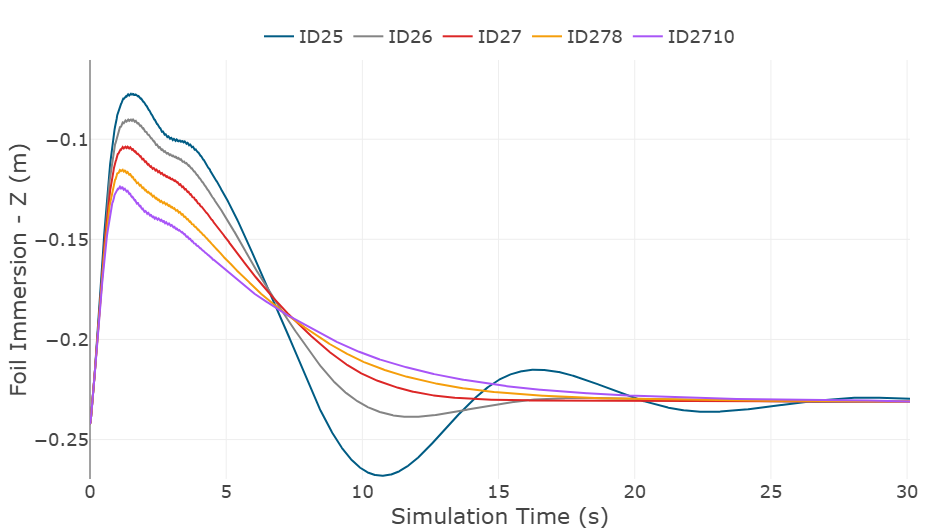 ID25 ID26 ID27 ID278 ID2710
Foil Immersion - Z (m)
−0.1
−0.15
−0.2
−0.25
0 5 10 15 20 25 30
Simulation Time (s)